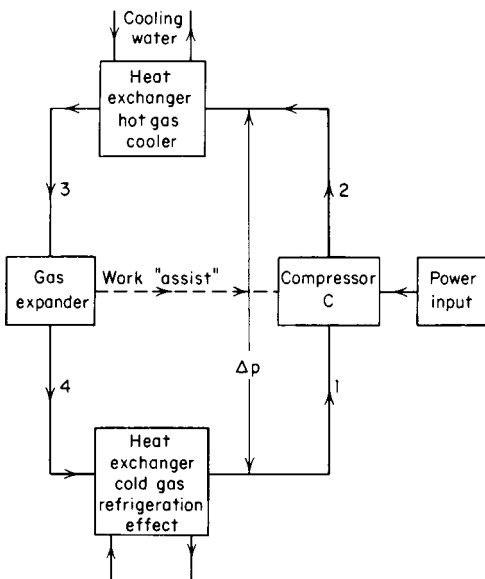 Cooling
water
Heat
exchanger
hot gas
cooler
3
2
Gas
expander
Work "assist"
Compressor
C
Power
input
Δp
4
1
Heat
exchanger
cold gas
refrigeration
effect